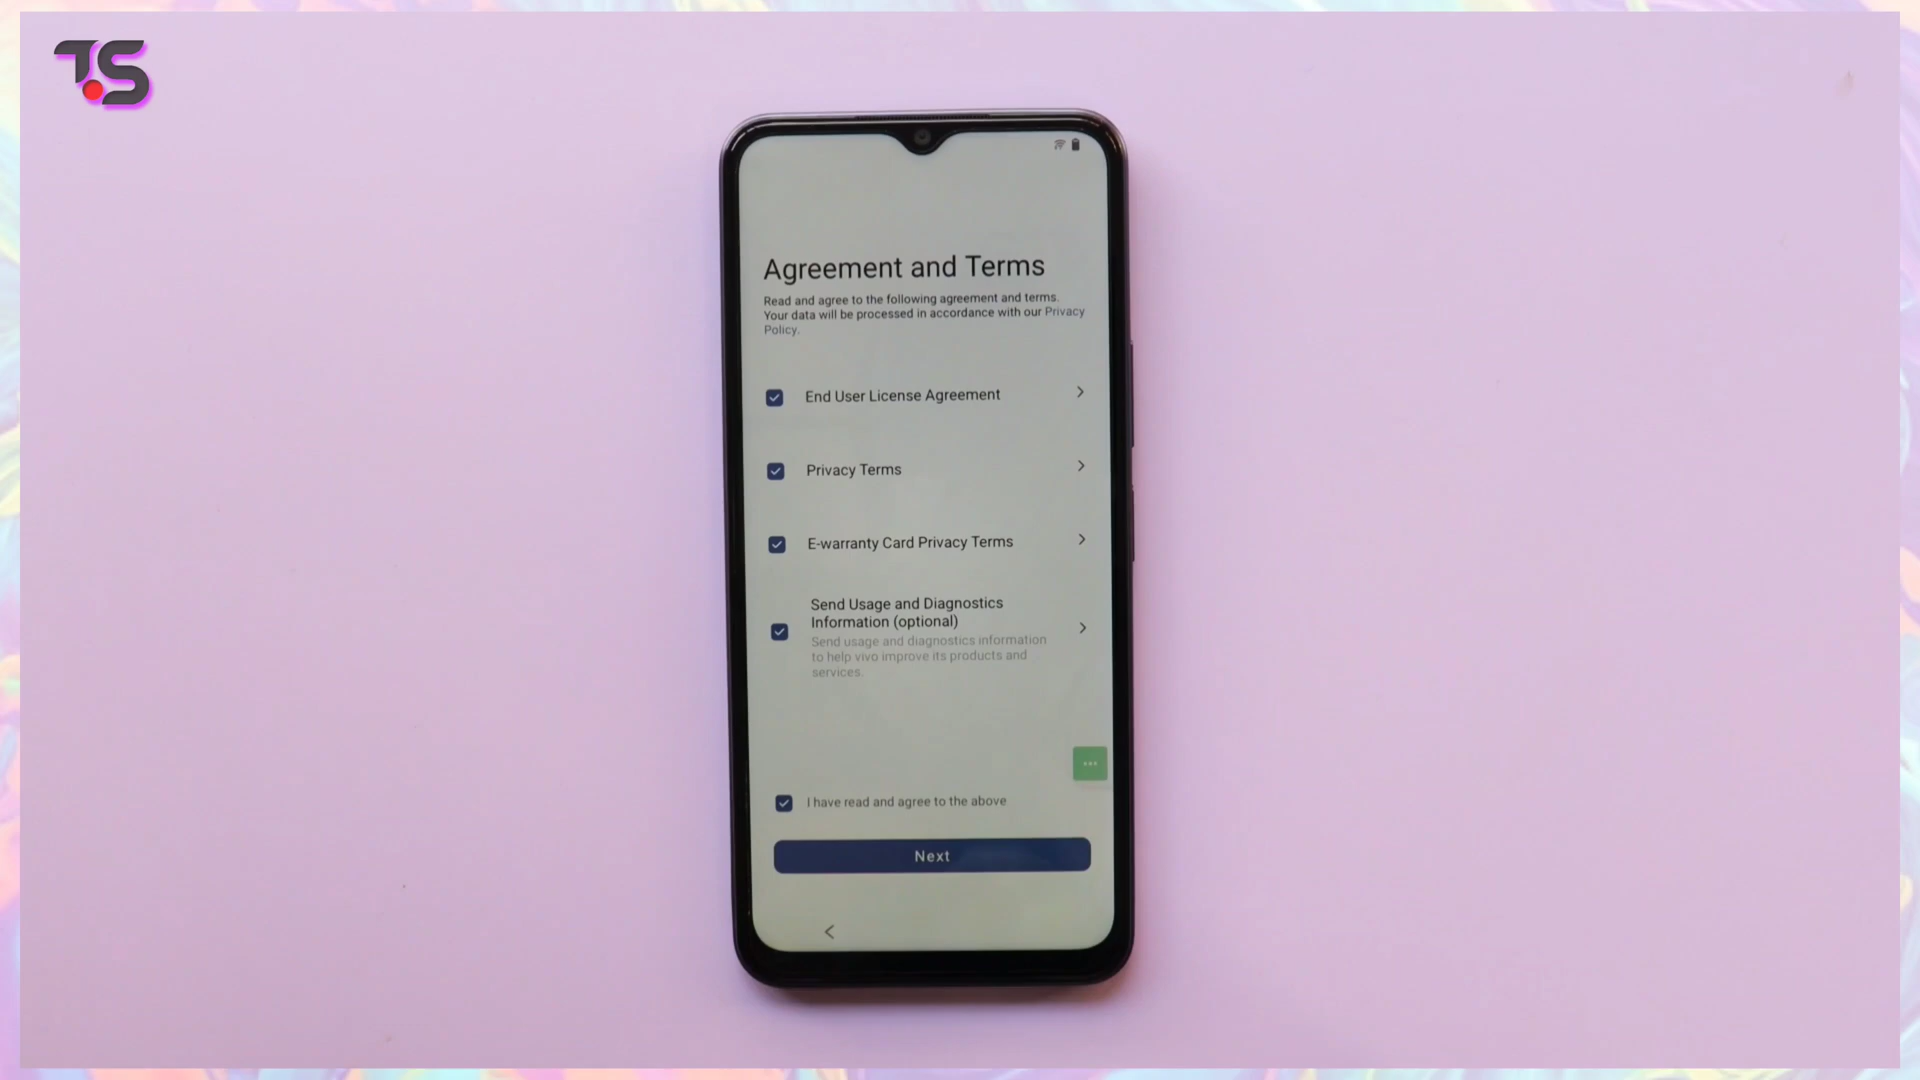 TS
Agreement and Terms
Read and agree to the following agreement and terms.
Your data will be processed in accordance with our Privacy
Policy.
End User License Agreement
Privacy Terms
E-warranty Card Privacy Terms
Send Usage and Diagnostics
Information (optional)
Send usage and diagnostics information
to help vivo improve its products and
services.
I have read and agree to the above
Next